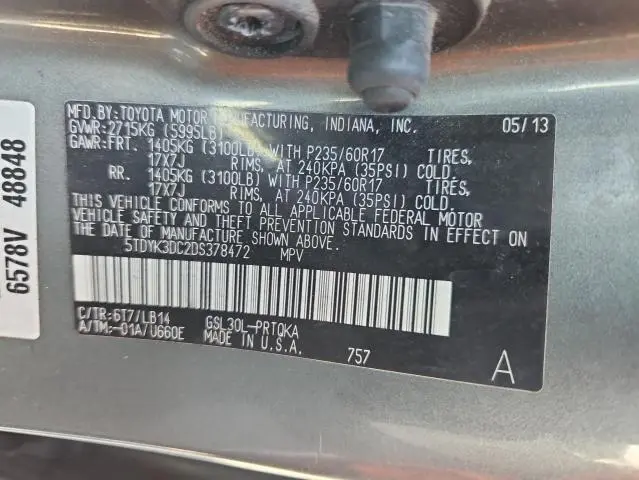 MFD.BY:TOYOTA MOTOR MANUFACTURING, INDIANA, INC. 05/13
GVWR:2715KG (5995LB)
GAWR:FRT. 1405KG (3100LB) WITH P235/60R17 TIRES,
17X7J RIMS, AT 240KPA (35PSI) COLD.
RR. 1405KG (3100LB) WITH P235/60R17 TIRES,
17X7J RIMS, AT 240KPA (35PSI) COLD.
THIS VEHICLE CONFORMS TO ALL APPLICABLE FEDERAL MOTOR
VEHICLE SAFETY AND THEFT PREVENTION STANDARDS IN EFFECT ON
THE DATE OF MANUFACTURE SHOWN ABOVE.
5TDYK3DC2DS378472 MPV
C/TR:6T7/LB14 GSL30L-PRTQKA
A/TM:-01A/U660E MADE IN U.S.A. 757
A
6578V 48848